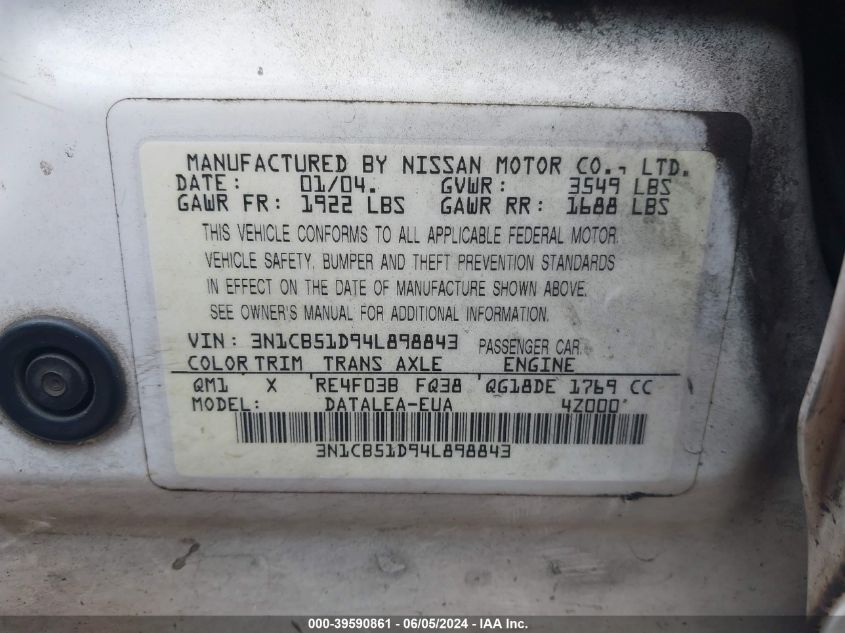 MANUFACTURED BY NISSAN MOTOR CO., LTD.
DATE: 01/04. GVWR: 3549 LBS
GAWR FR: 1922 LBS GAWR RR: 1688 LBS
THIS VEHICLE CONFORMS TO ALL APPLICABLE FEDERAL MOTOR
VEHICLE SAFETY, BUMPER AND THEFT PREVENTION STANDARDS
IN EFFECT ON THE DATE OF MANUFACTURE SHOWN ABOVE.
SEE OWNER'S MANUAL FOR ADDITIONAL INFORMATION.
VIN: 3N1CB51D94L898843 PASSENGER CAR
COLOR TRIM TRANS AXLE ENGINE
QM1 X RE4F03B FQ38 QG18DE 1769 CC
MODEL: DATALEA-EUA 4Z000
3N1CB51D94L898843
000-39590861 - 06/05/2024 - IAAI.COM